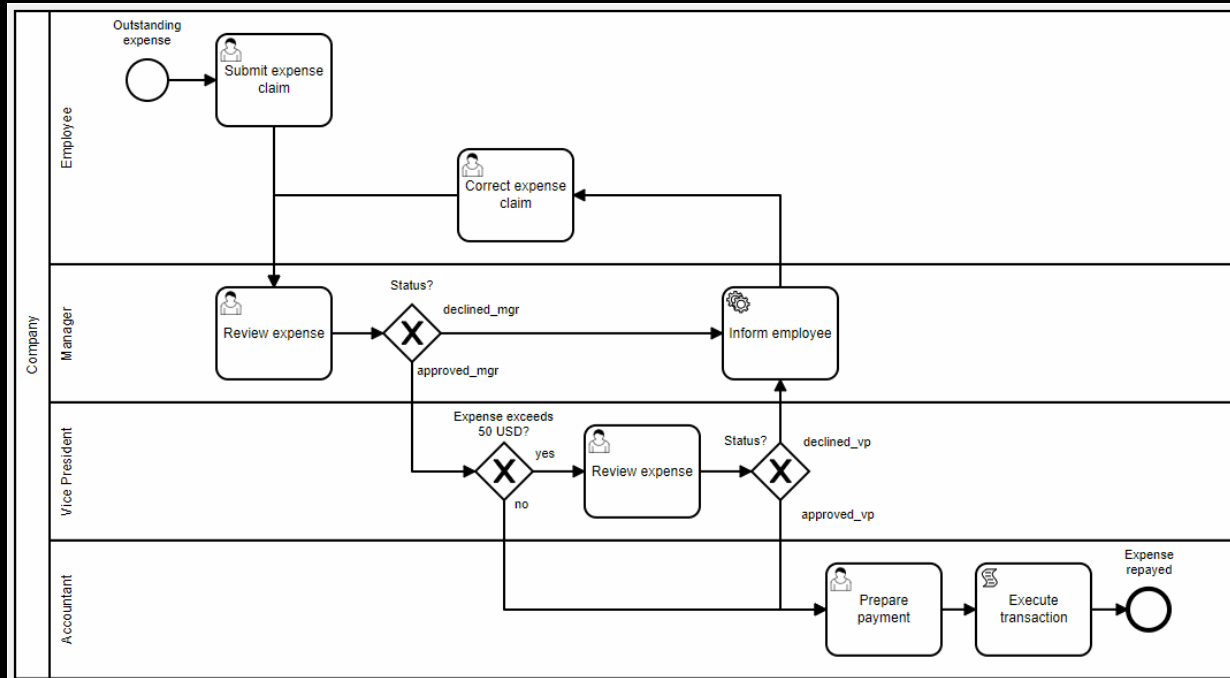 Company
Employee
Outstanding
expense
Submit expense
claim
Correct expense
claim
Manager
Review expense
Status?
declined_mgr
approved_mgr
Inform employee
Vice President
Expense exceeds
50 USD?
yes
no
Review expense
Status?
declined_vp
approved_vp
Accountant
Prepare
payment
Execute
transaction
Expense
repayed